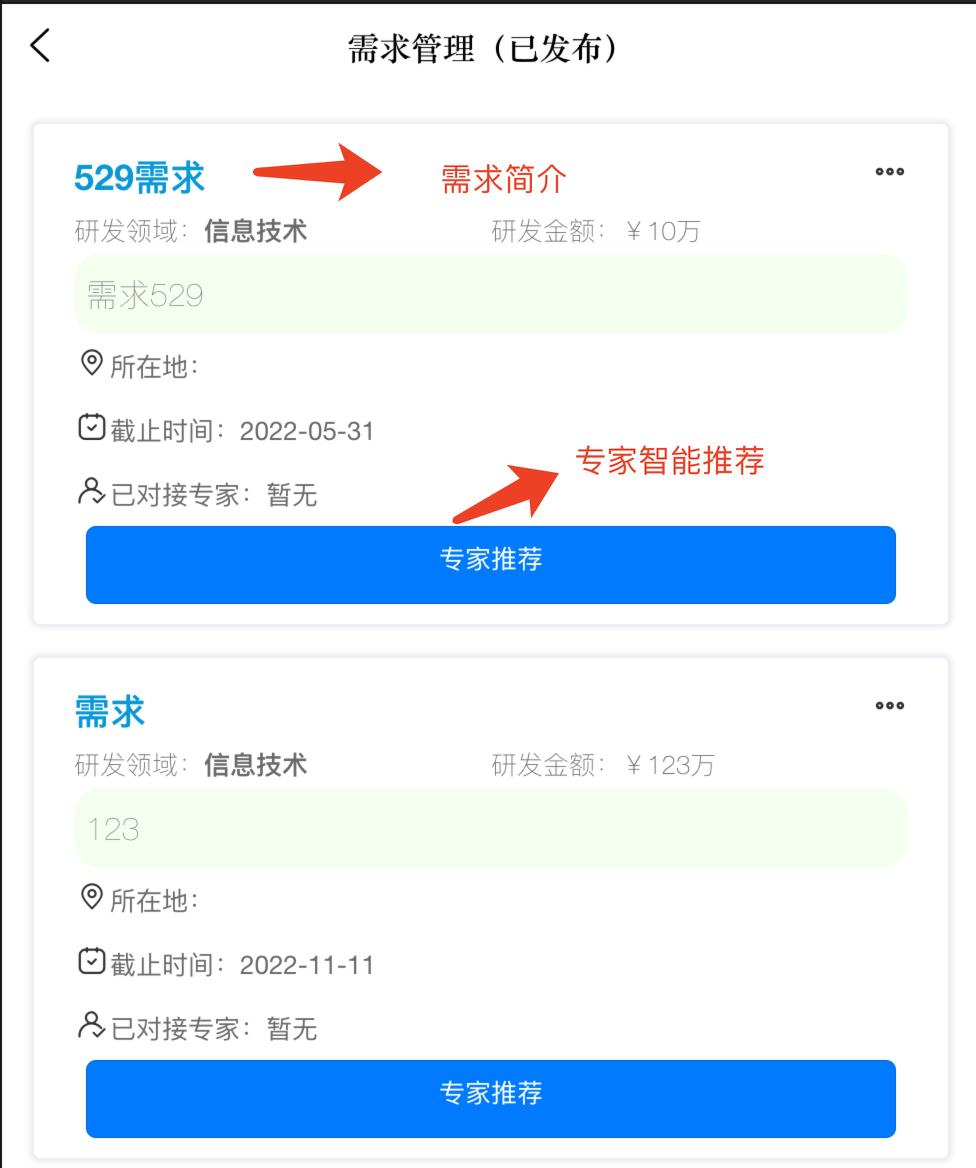 需求管理（已发布）
529需求
需求简介
研发领域：信息技术
研发金额：￥10万
需求529
所在地：
截止时间：2022-05-31
专家智能推荐
已对接专家：暂无
专家推荐
需求
研发领域：信息技术
研发金额：￥123万
123
所在地：
截止时间：2022-11-11
已对接专家：暂无
专家推荐